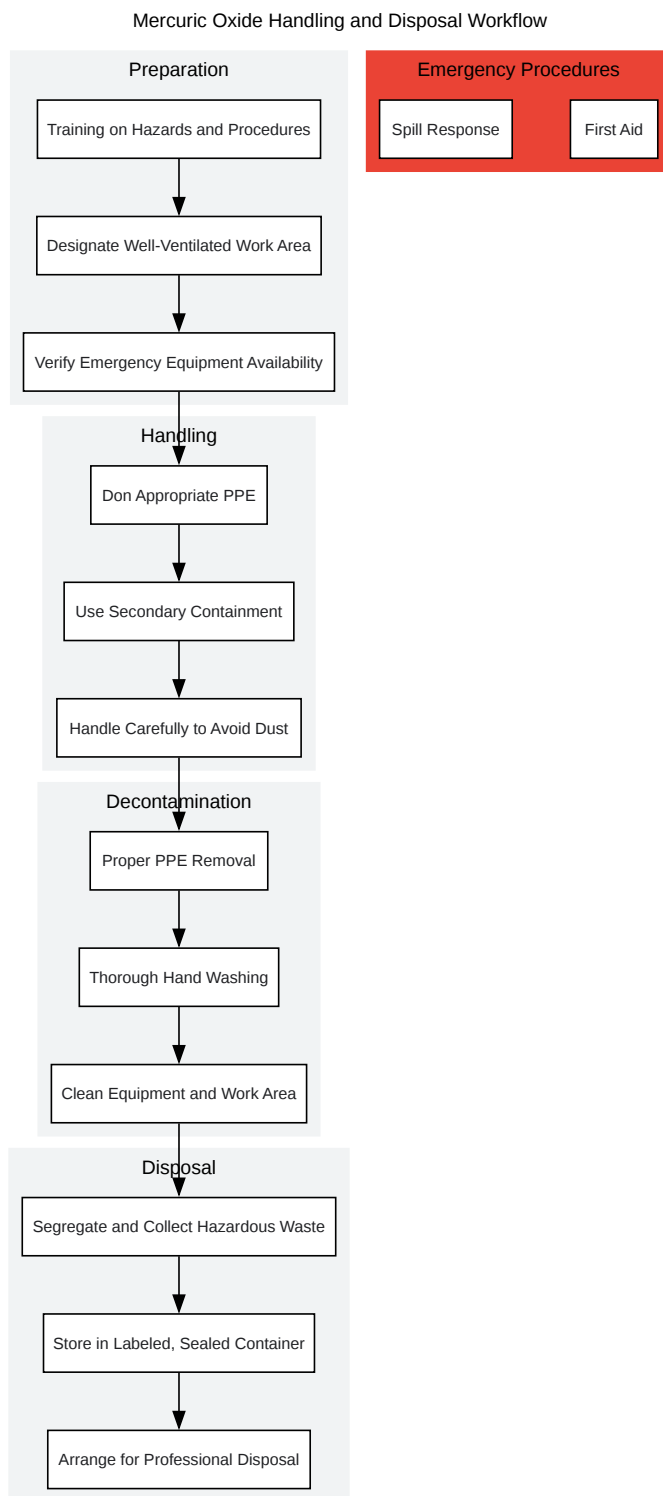 Mercuric Oxide Handling and Disposal Workflow
Preparation
Training on Hazards and Procedures
Designate Well-Ventilated Work Area
Verify Emergency Equipment Availability
Handling
Don Appropriate PPE
Use Secondary Containment
Handle Carefully to Avoid Dust
Decontamination
Proper PPE Removal
Thorough Hand Washing
Clean Equipment and Work Area
Disposal
Segregate and Collect Hazardous Waste
Store in Labeled, Sealed Container
Arrange for Professional Disposal
Emergency Procedures
Spill Response
First Aid